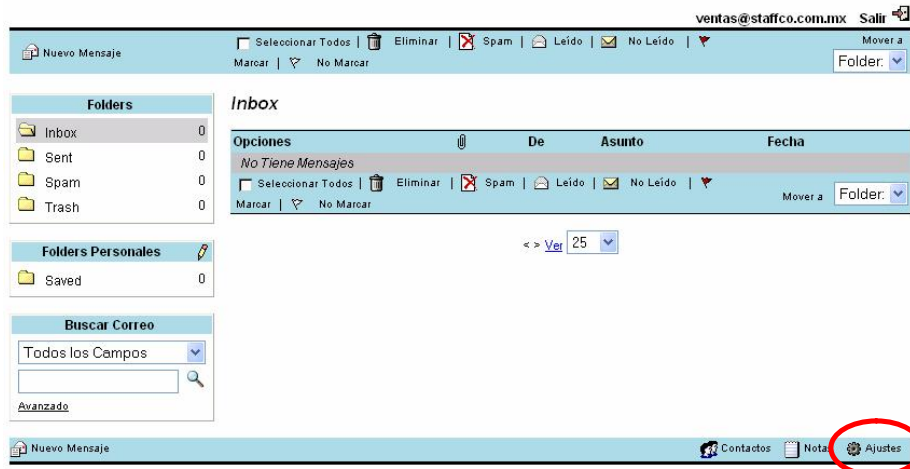 ventas@staffco.com.mx Salir
Nuevo Mensaje
Seleccionar Todos | Eliminar | Spam | Leído | No Leído |
Marcar | No Marcar
Mover a
Folder:
Folders
Inbox 0
Sent 0
Spam 0
Trash 0
Folders Personales
Saved 0
Buscar Correo
Todos los Campos
Avanzado
Inbox
Opciones De Asunto Fecha
No Tiene Mensajes
Seleccionar Todos | Eliminar | Spam | Leído | No Leído |
Marcar | No Marcar
Mover a Folder:
< > Ver 25
Nuevo Mensaje
Contactos Notas Ajustes